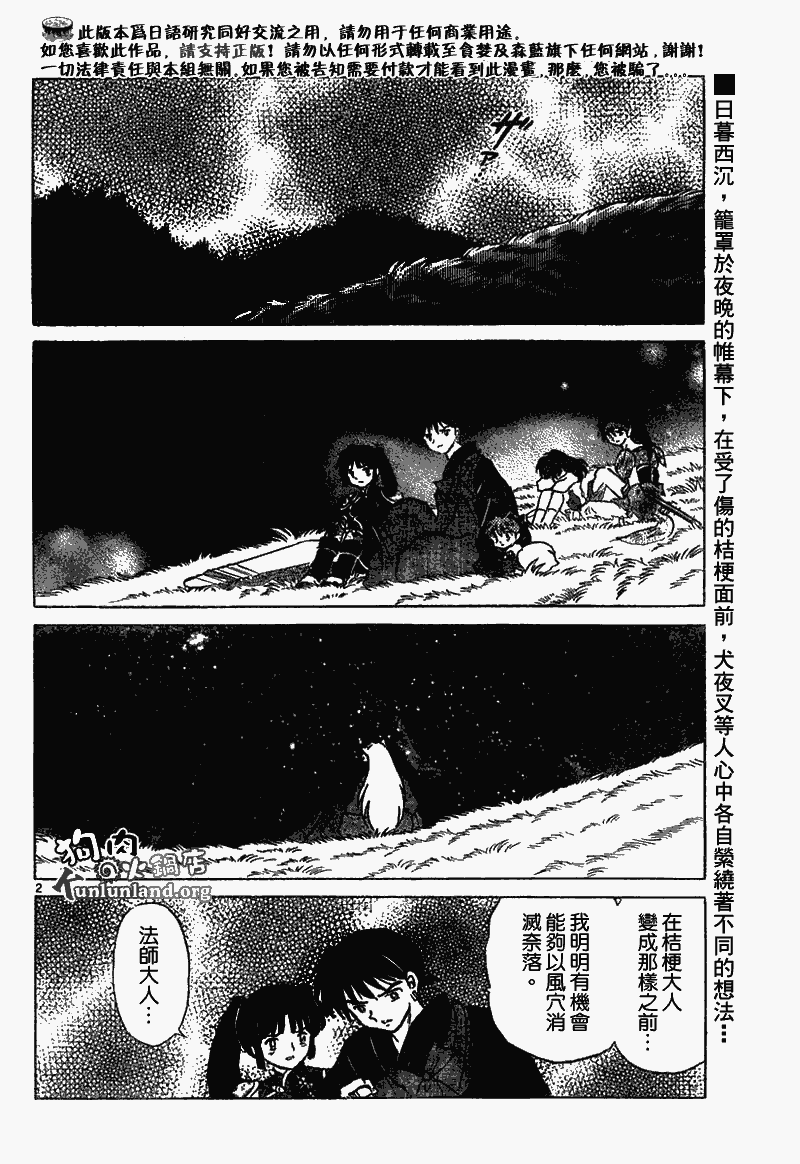 此版本爲日語研究同好交流之用，請勿用于任何商業用途。
如您喜歡此作品，請支持正版！請勿以任何形式轉載至貪婪及森藍旗下任何網站，謝謝！
一切法律責任與本組無關，如果您被告知需要付款才能看到此漫畫，那麽，您被騙了……
■日暮西沉，籠罩於夜晚的帷幕下，在受了傷的桔梗面前，犬夜叉等人心中各自縈繞著不同的想法…
ザァ…
狗肉火鍋店
Kunlunland.org
2
在桔梗大人
變成那樣之前…
我明明有機會
能夠以風穴消
滅奈落。
法師大人…